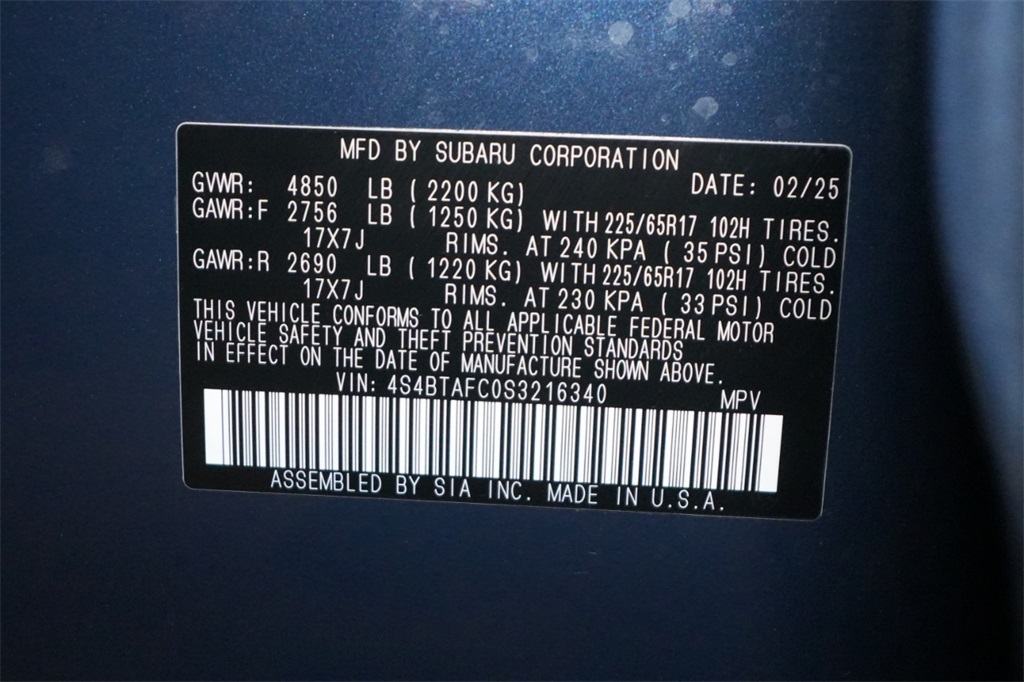 MFD BY SUBARU CORPORATION
GVWR: 4850 LB ( 2200 KG) DATE: 02/25
GAWR:F 2756 LB ( 1250 KG) WITH 225/65R17 102H TIRES.
17X7J RIMS. AT 240 KPA ( 35 PSI) COLD
GAWR:R 2690 LB ( 1220 KG) WITH 225/65R17 102H TIRES.
17X7J RIMS. AT 230 KPA ( 33 PSI) COLD
THIS VEHICLE CONFORMS TO ALL APPLICABLE FEDERAL MOTOR
VEHICLE SAFETY AND THEFT PREVENTION STANDARDS
IN EFFECT ON THE DATE OF MANUFACTURE SHOWN ABOVE.
VIN: 4S4BTAFC0S3216340 MPV
ASSEMBLED BY SIA INC. MADE IN U.S.A.